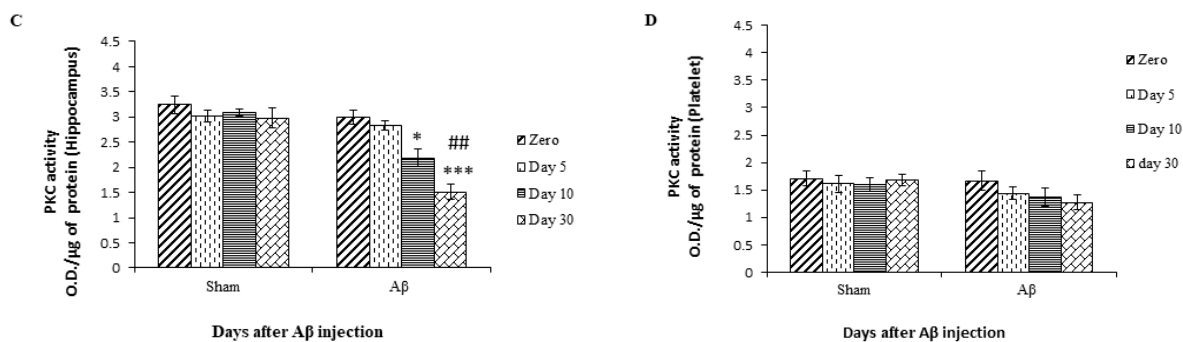 C
PKC activity
O.D./µg of protein (Hippocampus)
4.5
4
3.5
3
2.5
2
1.5
1
0.5
0
*
##
***
Sham
Aβ
Days after Aβ injection
Zero
Day 5
Day 10
Day 30
D
PKC activity
O.D./µg of protein (Platelet)
4.5
4
3.5
3
2.5
2
1.5
1
0.5
0
Sham
Aβ
Days after Aβ injection
Zero
Day 5
Day 10
day 30